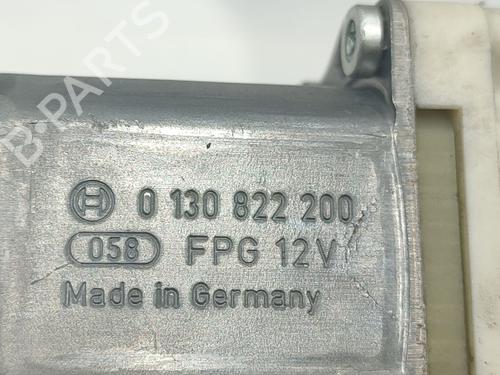 B-PARTS
0 130 822 200
058 FPG 12V
Made in Germany